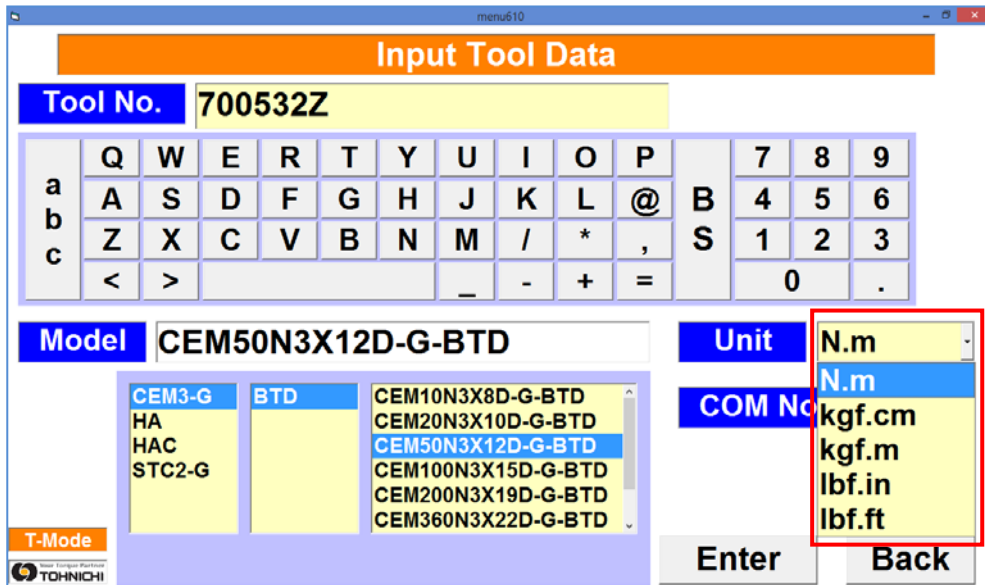 menu610
Input Tool Data
Tool No. 700532Z
Q W E R T Y U I O P 7 8 9
a b c
A S D F G H J K L @ B S 4 5 6
Z X C V B N M / * , 1 2 3
< > _ - + = 0 .
Model CEM50N3X12D-G-BTD Unit N.m
CEM3-G BTD CEM10N3X8D-G-BTD N.m
HA CEM20N3X10D-G-BTD COM No kgf.cm
HAC CEM50N3X12D-G-BTD kgf.m
STC2-G CEM100N3X15D-G-BTD lbf.in
CEM200N3X19D-G-BTD lbf.ft
CEM360N3X22D-G-BTD
T-Mode
Your Torque Partner
TOHNICHI
Enter Back